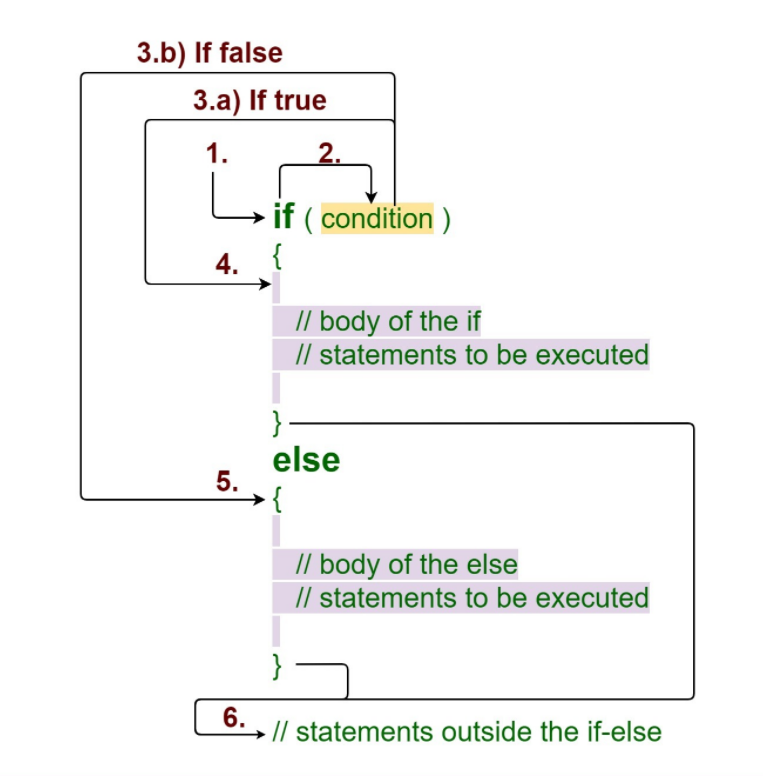 3.b) If false
3.a) If true
1.
2.
if ( condition )
{
4.
// body of the if
// statements to be executed
}
else
5.
{
// body of the else
// statements to be executed
}
6.
// statements outside the if-else